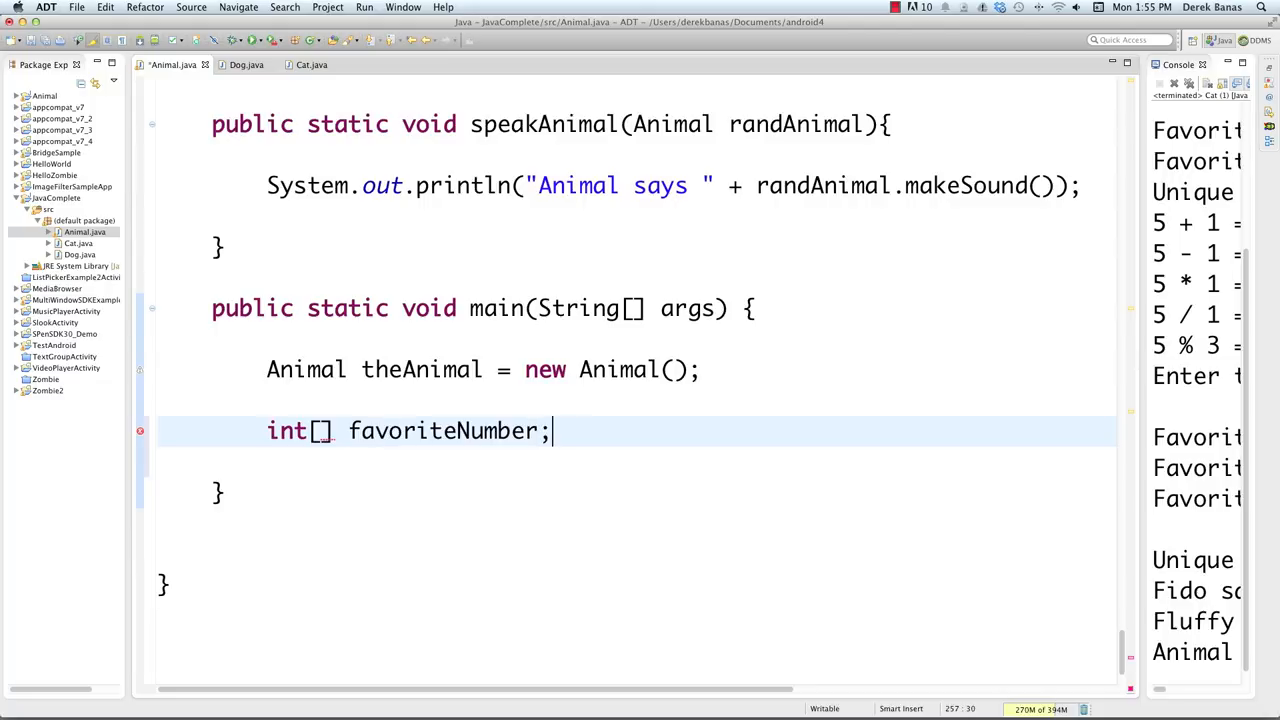 ADT File Edit Refactor Source Navigate Search Project Run Window Help
10
Mon 1:55 PM Derek Banas
Java – JavaComplete/src/Animal.java – ADT – /Users/derekbanas/Documents/android4
Quick Access
Java
DDMS
Package Exp
*Animal.java
Dog.java
Cat.java
Console
<terminated> Cat (1) [Java
Animal
appcompat_v7
appcompat_v7_2
appcompat_v7_3
appcompat_v7_4
BridgeSample
HelloWorld
HelloZombie
ImageFilterSampleApp
JavaComplete
src
(default package)
Animal.java
Cat.java
Dog.java
JRE System Library [Ja
ListPickerExample2Activi
MediaBrowser
MultiWindowSDKExample
MusicPlayerActivity
SlookActivity
SPenSDK30_Demo
TestAndroid
TextGroupActivity
VideoPlayerActivity
Zombie
Zombie2
public static void speakAnimal(Animal randAnimal){
System.out.println("Animal says " + randAnimal.makeSound());
}
public static void main(String[] args) {
Animal theAnimal = new Animal();
int[] favoriteNumber;
}
}
Favorit
Favorit
Unique
5 + 1 =
5 - 1 =
5 * 1 =
5 / 1 =
5 % 3 =
Enter t
Favorit
Favorit
Favorit
Unique
Fido sa
Fluffy
Animal
Writable
Smart Insert
257 : 30
270M of 394M